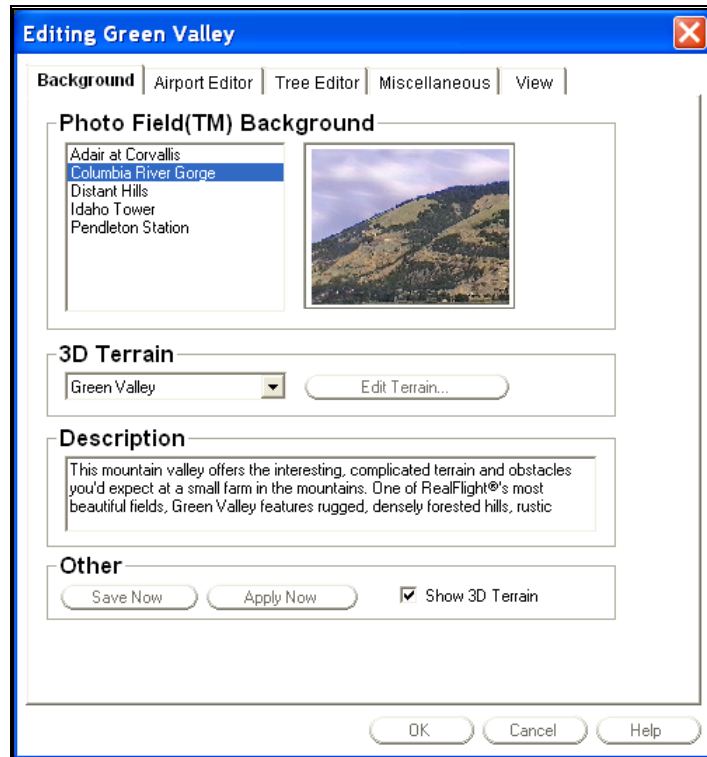 Editing Green Valley
Background Airport Editor Tree Editor Miscellaneous View
Photo Field(TM) Background
Adair at Corvallis
Columbia River Gorge
Distant Hills
Idaho Tower
Pendleton Station
3D Terrain
Green Valley Edit Terrain...
Description
This mountain valley offers the interesting, complicated terrain and obstacles
you'd expect at a small farm in the mountains. One of RealFlight®'s most
beautiful fields, Green Valley features rugged, densely forested hills, rustic
Other
Save Now Apply Now Show 3D Terrain
OK Cancel Help